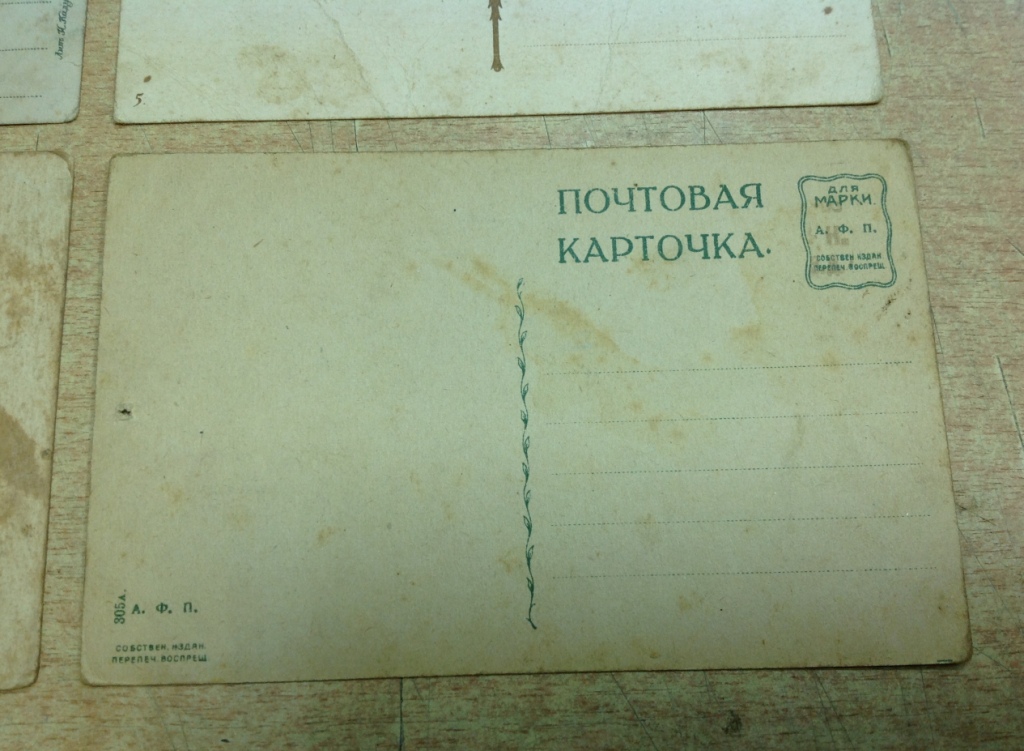 5.
ПОЧТОВАЯ
КАРТОЧКА.
ДЛЯ
МАРКИ.
А. Ф. П.
СОБСТВЕН. ИЗДАН.
ПЕРЕПЕЧ. ВОСПРЕЩ.
305А.
А. Ф. П.
СОБСТВЕН. ИЗДАН.
ПЕРЕПЕЧ. ВОСПРЕЩ.